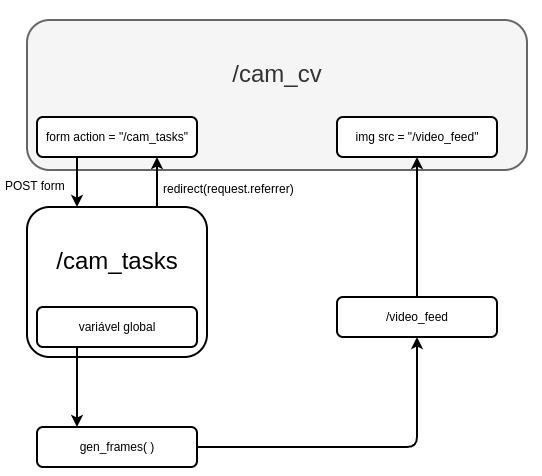 /cam_cv
form action = "/cam_tasks"
img src = "/video_feed"
POST form
redirect(request.referrer)
/cam_tasks
variável global
/video_feed
gen_frames( )